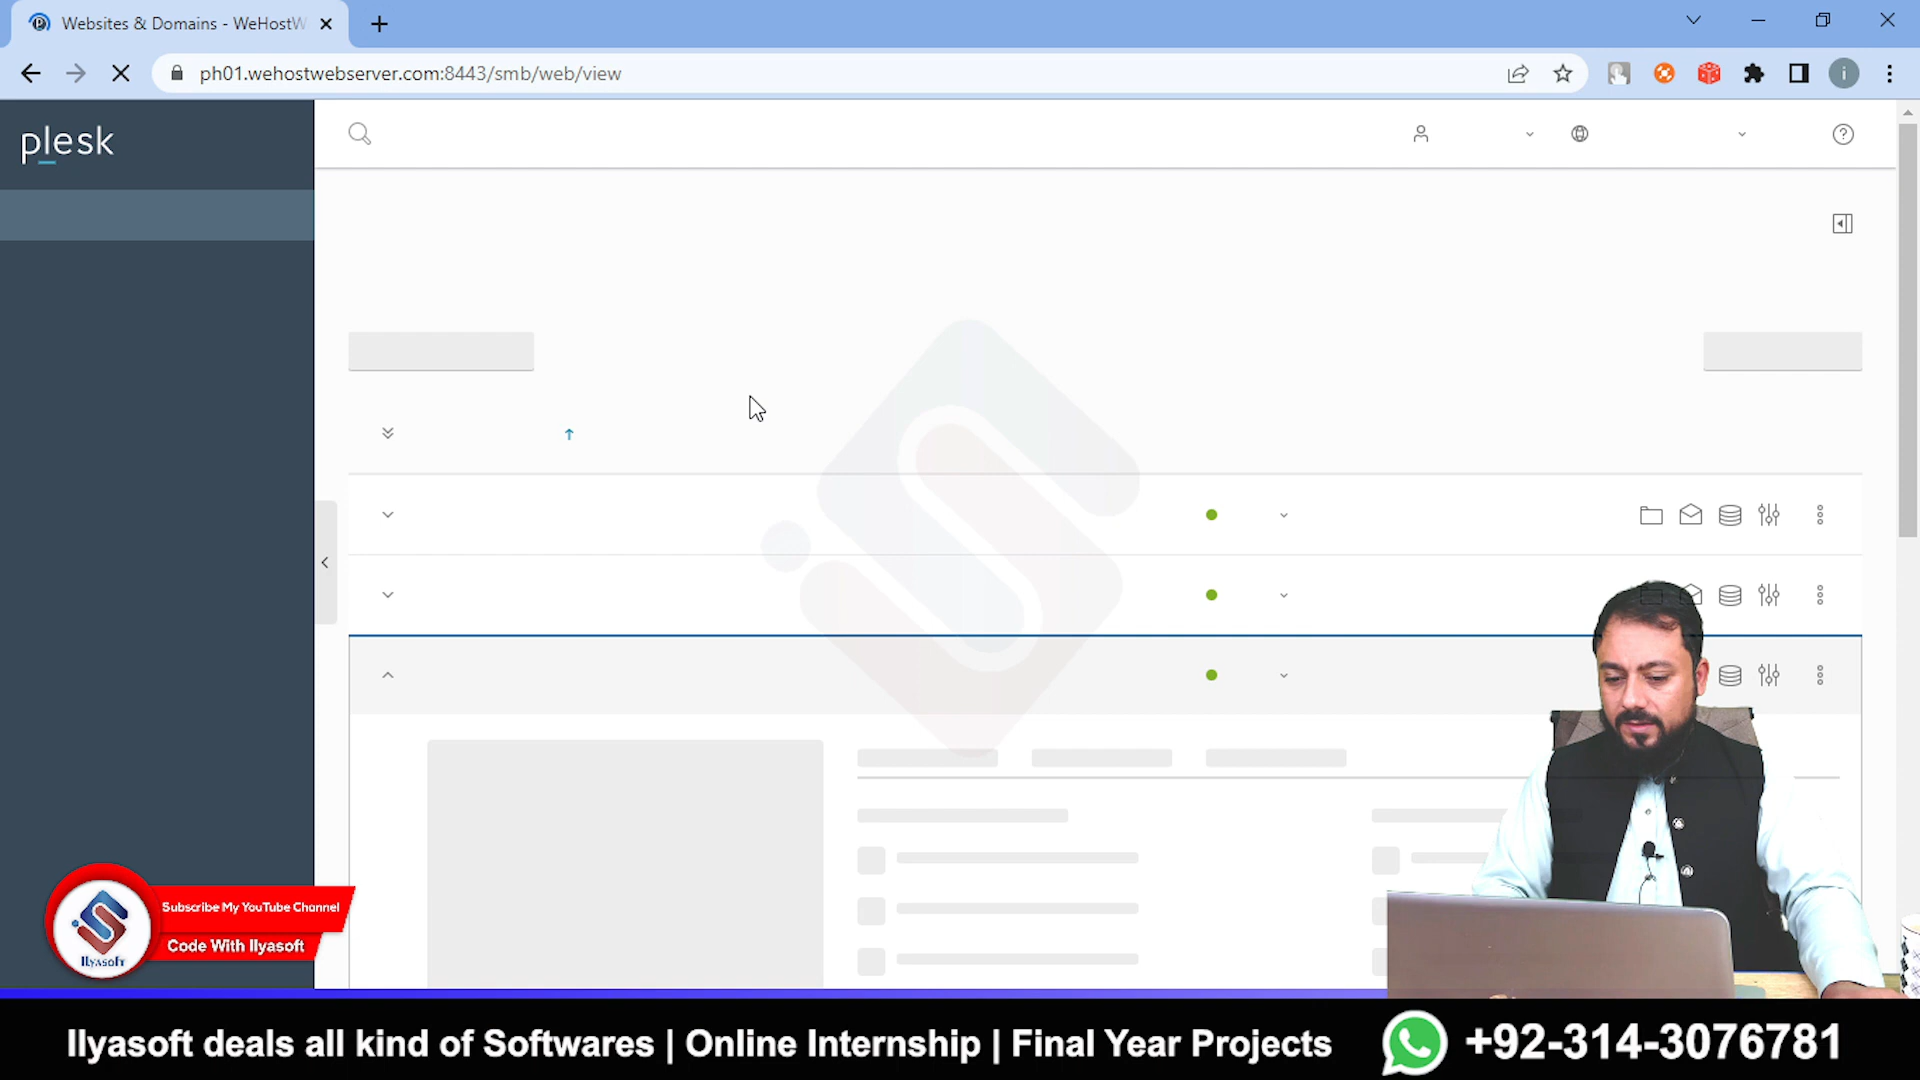 Websites & Domains - WeHostW
ph01.wehostwebserver.com:8443/smb/web/view
i
plesk
Subscribe My YouTube Channel
Code With Ilyasoft
Ilyasoft
Ilyasoft deals all kind of Softwares | Online Internship | Final Year Projects
+92-314-3076781